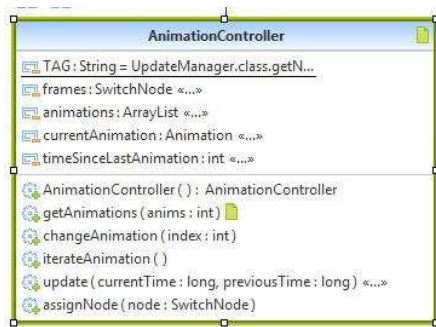 AnimationController
TAG : String = UpdateManager.class.getN...
frames : SwitchNode «...»
animations : ArrayList «...»
currentAnimation : Animation «...»
timeSinceLastAnimation : int «...»
AnimationController ( ) : AnimationController
getAnimations ( anims : int )
changeAnimation ( index : int )
iterateAnimation ( )
update ( currentTime : long, previousTime : long ) «...»
assignNode ( node : SwitchNode )